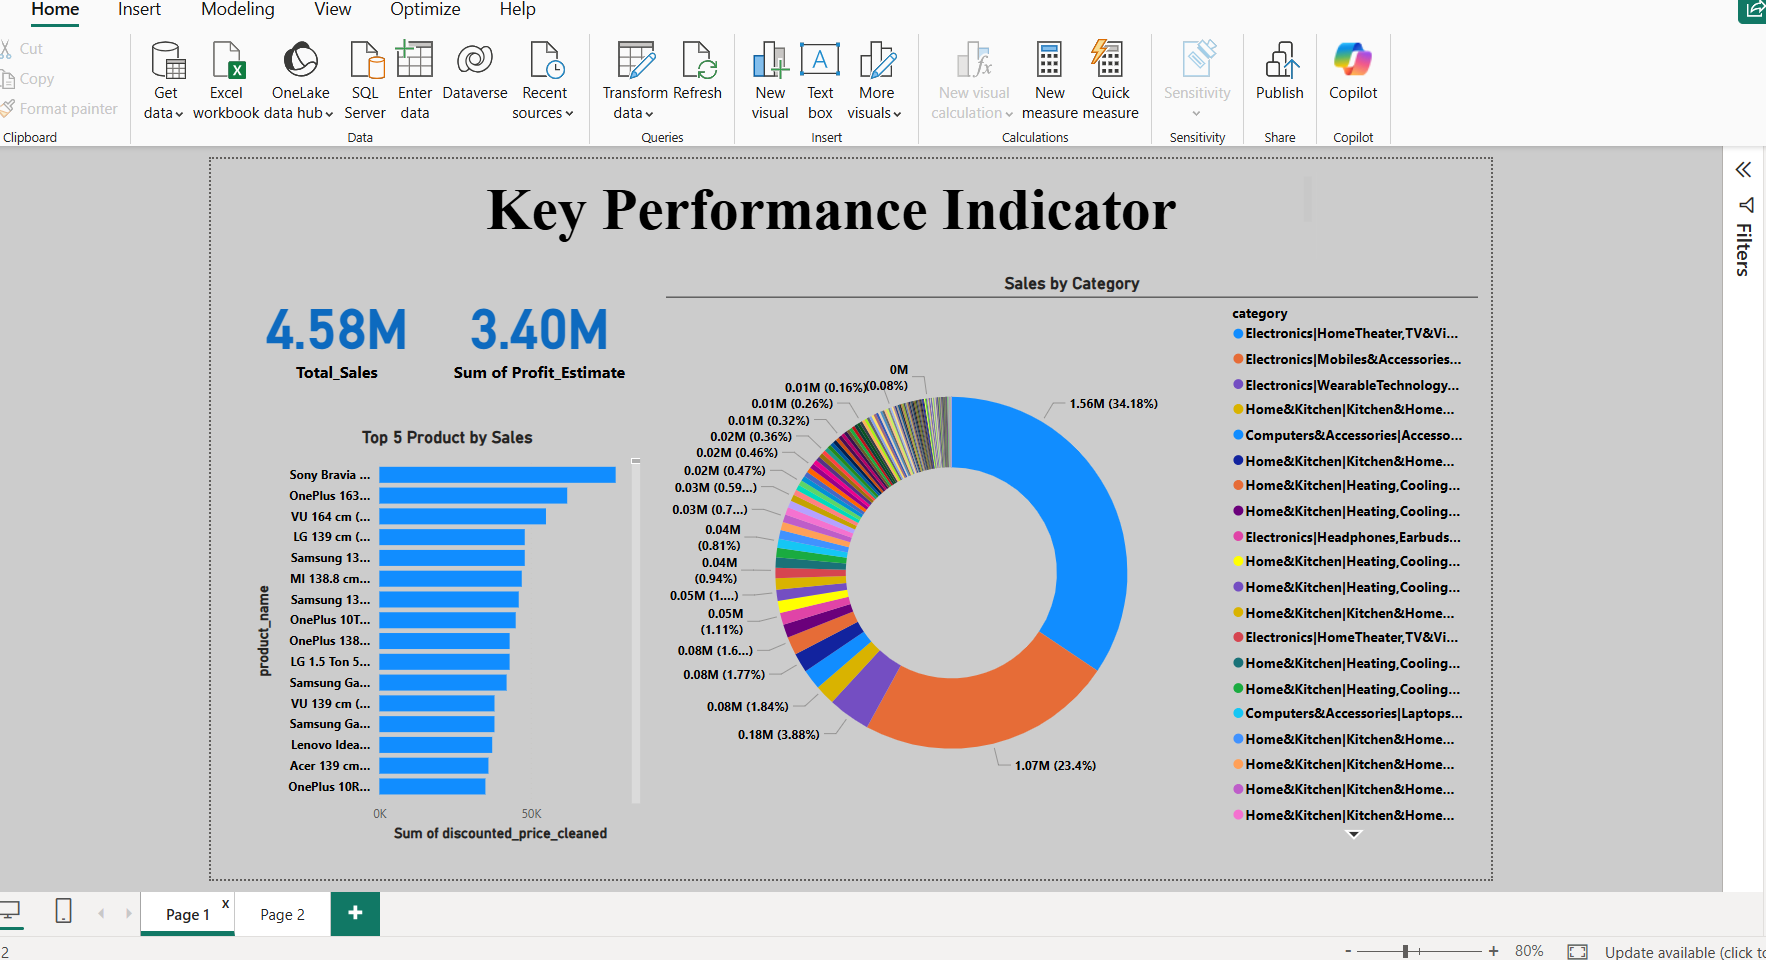 Home Insert Modeling View Optimize Help
Cut
Copy
Format painter
Clipboard
Get data
Excel workbook
OneLake data hub
SQL Server
Enter data
Dataverse
Recent sources
Data
Transform data
Refresh
Queries
New visual
Text box
More visuals
Insert
New visual calculation
New measure
Quick measure
Calculations
Sensitivity
Sensitivity
Publish
Share
Copilot
Copilot
Filters
Key Performance Indicator
4.58M
Total_Sales
3.40M
Sum of Profit_Estimate
Top 5 Product by Sales
product_name
Sony Bravia ...
OnePlus 163...
VU 164 cm (...
LG 139 cm (...
Samsung 13...
MI 138.8 cm...
Samsung 13...
OnePlus 10T...
OnePlus 138...
LG 1.5 Ton 5...
Samsung Ga...
VU 139 cm (...
Samsung Ga...
Lenovo Idea...
Acer 139 cm...
OnePlus 10R...
0K 50K
Sum of discounted_price_cleaned
Sales by Category
0M
(0.08%)
0.01M (0.16%)
0.01M (0.26%)
0.01M (0.32%)
0.02M (0.36%)
0.02M (0.46%)
0.02M (0.47%)
0.03M (0.59...)
0.03M (0.7...)
0.04M
(0.81%)
0.04M
(0.94%)
0.05M (1....)
0.05M
(1.11%)
0.08M (1.6...)
0.08M (1.77%)
0.08M (1.84%)
0.18M (3.88%)
1.07M (23.4%)
1.56M (34.18%)
category
Electronics|HomeTheater,TV&Vi...
Electronics|Mobiles&Accessories...
Electronics|WearableTechnology...
Home&Kitchen|Kitchen&Home...
Computers&Accessories|Accesso...
Home&Kitchen|Kitchen&Home...
Home&Kitchen|Heating,Cooling...
Home&Kitchen|Heating,Cooling...
Electronics|Headphones,Earbuds...
Home&Kitchen|Heating,Cooling...
Home&Kitchen|Heating,Cooling...
Home&Kitchen|Kitchen&Home...
Electronics|HomeTheater,TV&Vi...
Home&Kitchen|Heating,Cooling...
Home&Kitchen|Heating,Cooling...
Computers&Accessories|Laptops...
Home&Kitchen|Kitchen&Home...
Home&Kitchen|Kitchen&Home...
Home&Kitchen|Kitchen&Home...
Home&Kitchen|Kitchen&Home...
Page 1 x Page 2 +
2
- + 80% Update available (click to